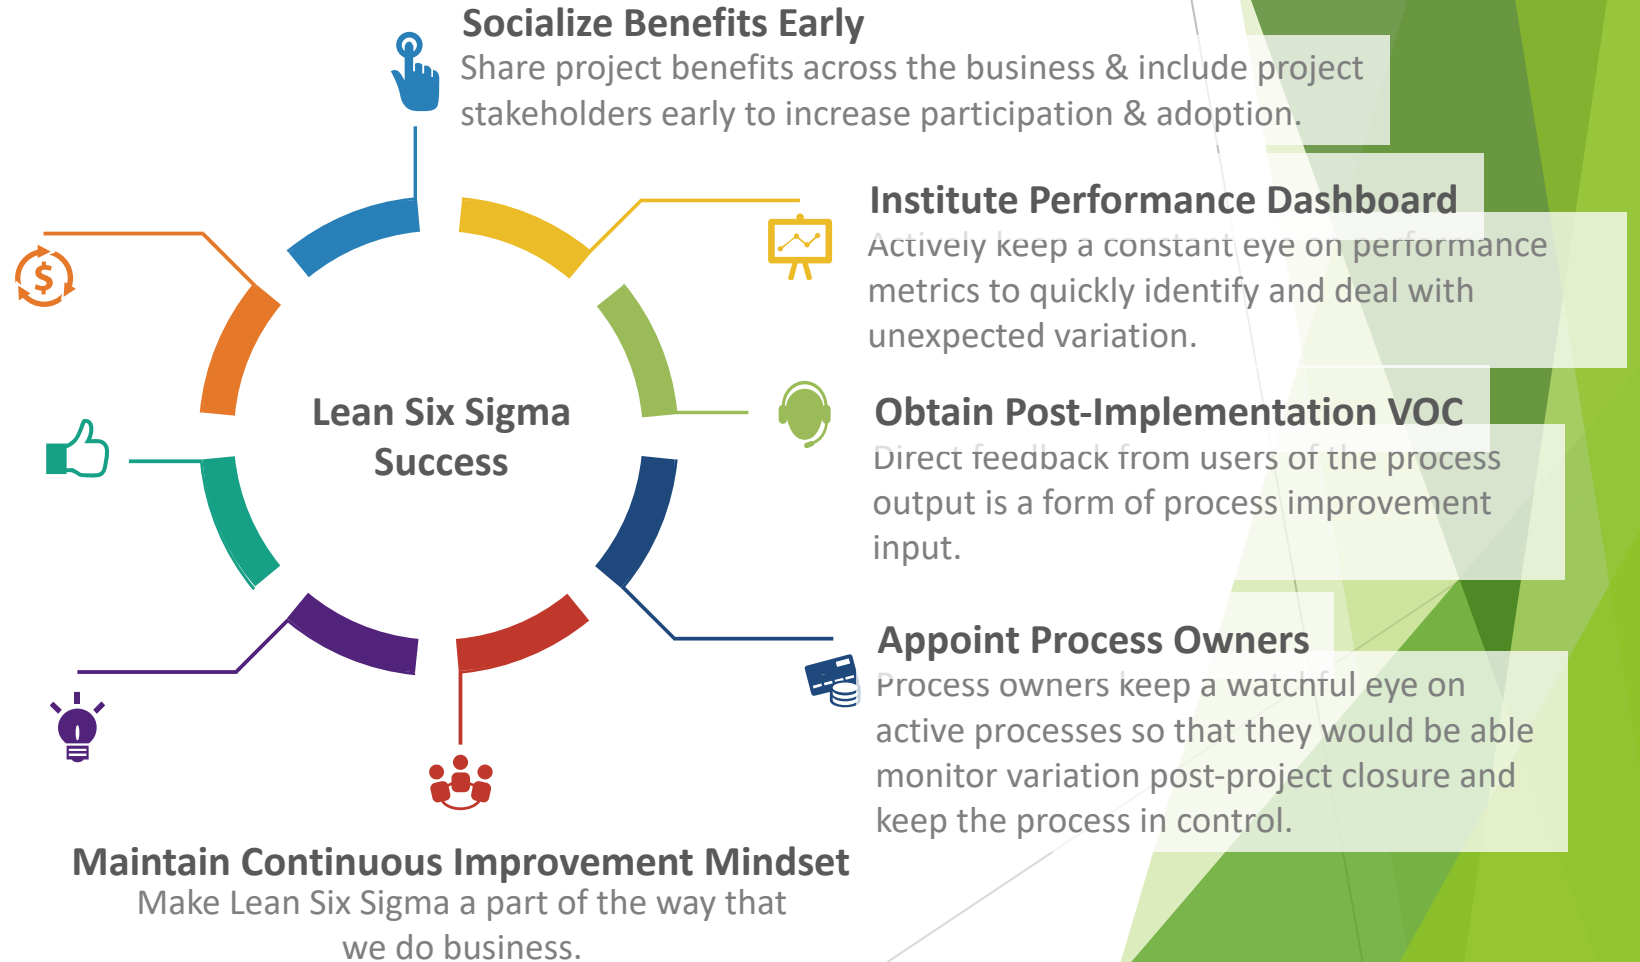 Socialize Benefits Early
Share project benefits across the business & include project
stakeholders early to increase participation & adoption.
Institute Performance Dashboard
Actively keep a constant eye on performance
metrics to quickly identify and deal with
unexpected variation.
Lean Six Sigma
Success
Obtain Post-Implementation VOC
Direct feedback from users of the process
output is a form of process improvement
input.
Appoint Process Owners
Process owners keep a watchful eye on
active processes so that they would be able
monitor variation post-project closure and
keep the process in control.
Maintain Continuous Improvement Mindset
Make Lean Six Sigma a part of the way that
we do business.
$